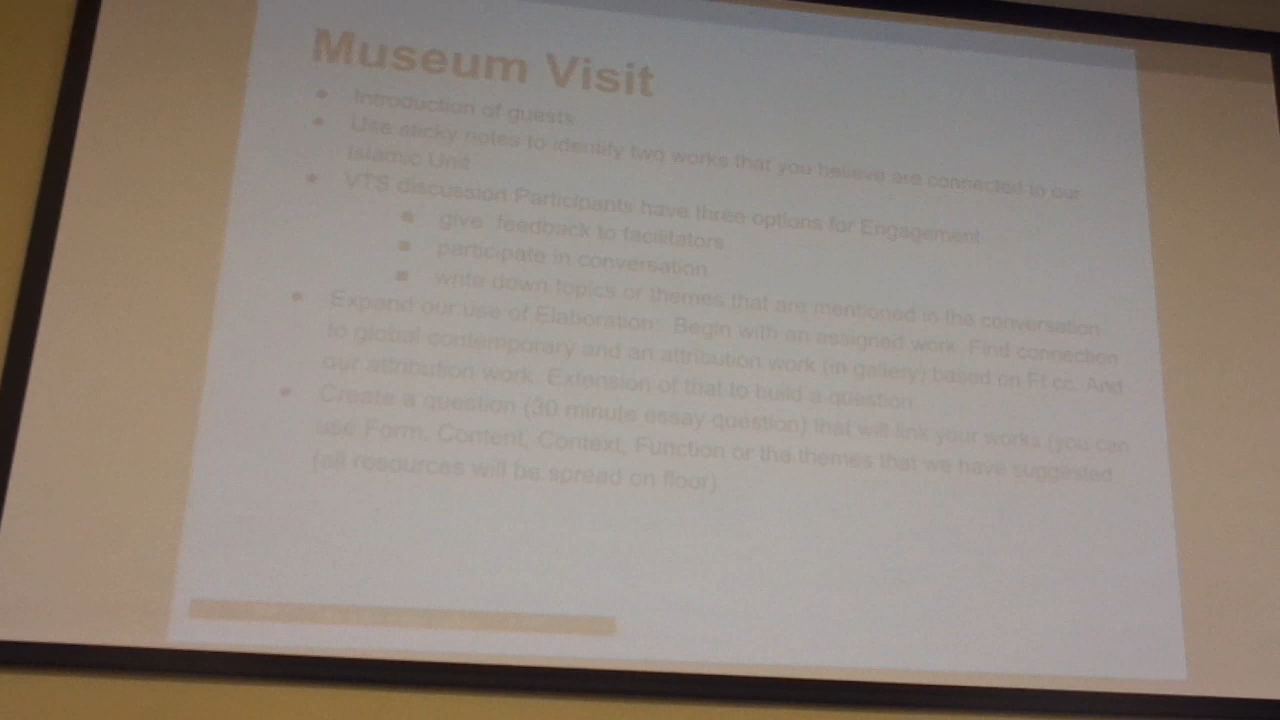 Museum Visit
Introduction of guests
Use sticky notes to identify two works that you believe are connected to our
Islamic Unit
VTS discussion Participants have three options for Engagement
give feedback to facilitators
participate in conversation
write down topics or themes that are mentioned in the conversation
Expand our use of Elaboration: Begin with an assigned work. Find connection
to global contemporary and an attribution work (in gallery) based on Ff cc. And
our attribution work. Extension of that to build a question.
Create a question (30 minute essay question) that will link your works (you can
use Form, Content, Context, Function or the themes that we have suggested
(all resources will be spread on floor)